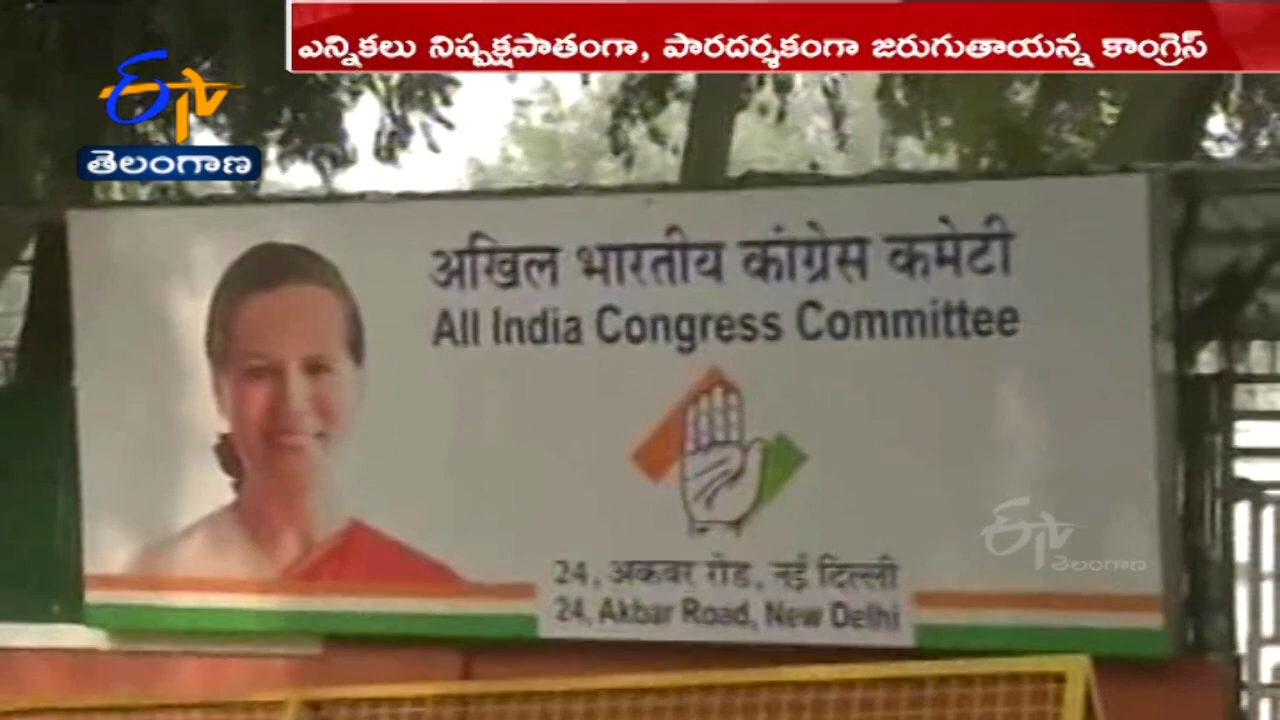 ఎన్నికలు నిష్పక్షపాతంగా, పారదర్శకంగా జరుగుతాయన్న కాంగ్రెస్
ETV
తెలంగాణ
अखिल भारतीय कांग्रेस कमेटी
All India Congress Committee
24, अकबर रोड, नई दिल्ली
24, Akbar Road, New Delhi
ETV
తెలంగాణ